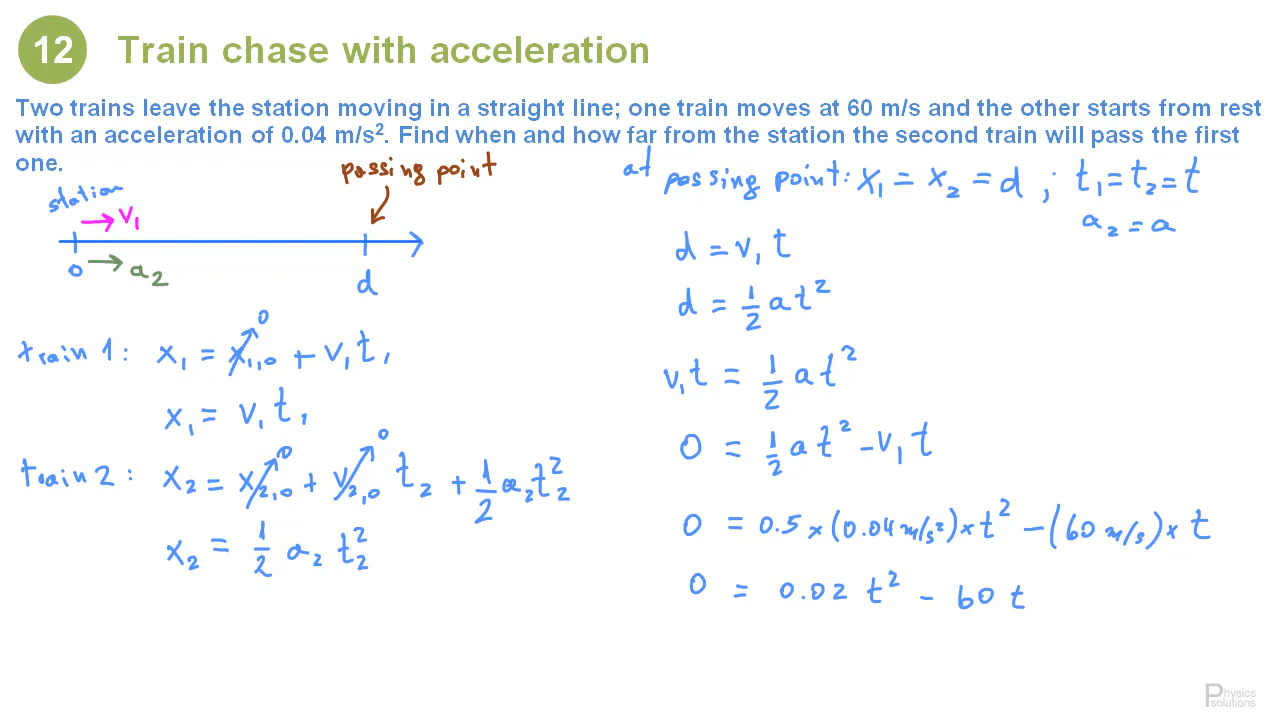 12 Train chase with acceleration
Two trains leave the station moving in a straight line; one train moves at 60 m/s and the other starts from rest
with an acceleration of 0.04 m/s². Find when and how far from the station the second train will pass the first
one.
station
passing point
v₁
0
a₂
d
train 1: x₁ = x₁,₀ 0 + v₁ t₁
x₁ = v₁ t₁
train 2: x₂ = x₂,₀ 0 + v₂,₀ 0 t₂ + 1/2 a₂ t₂²
x₂ = 1/2 a₂ t₂²
at passing point: x₁ = x₂ = d ; t₁ = t₂ = t
a₂ = a
d = v₁ t
d = 1/2 a t²
v₁ t = 1/2 a t²
0 = 1/2 a t² - v₁ t
0 = 0.5 × (0.04 m/s²) × t² - (60 m/s) × t
0 = 0.02 t² - 60 t
Physics
solutions